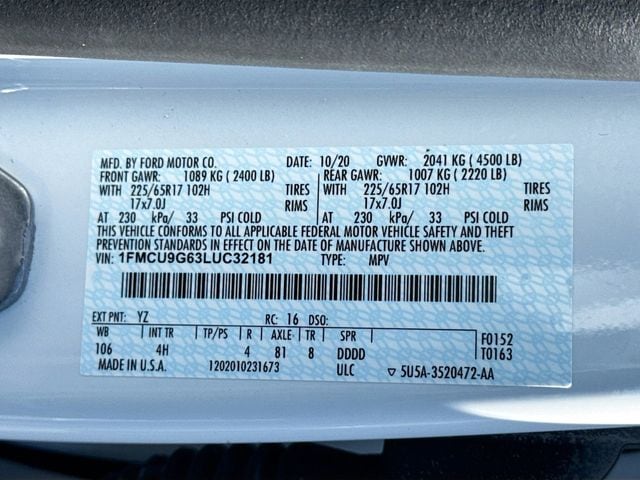 MFD. BY FORD MOTOR CO. DATE: 10/20 GVWR: 2041 KG ( 4500 LB)
FRONT GAWR: 1089 KG ( 2400 LB) REAR GAWR: 1007 KG ( 2220 LB)
WITH 225/65R17 102H TIRES WITH 225/65R17 102H TIRES
17x7.0J RIMS 17x7.0J RIMS
AT 230 kPa/ 33 PSI COLD AT 230 kPa/ 33 PSI COLD
THIS VEHICLE CONFORMS TO ALL APPLICABLE FEDERAL MOTOR VEHICLE SAFETY AND THEFT
PREVENTION STANDARDS IN EFFECT ON THE DATE OF MANUFACTURE SHOWN ABOVE.
VIN: 1FMCU9G63LUC32181 TYPE: MPV
EXT PNT: YZ RC: 16 DSO:
WB INT TR TP/PS R AXLE TR SPR F0152
106 4H 4 81 8 DDDD T0163
MADE IN U.S.A. 1202010231673 ULC ▽ 5U5A-3520472-AA